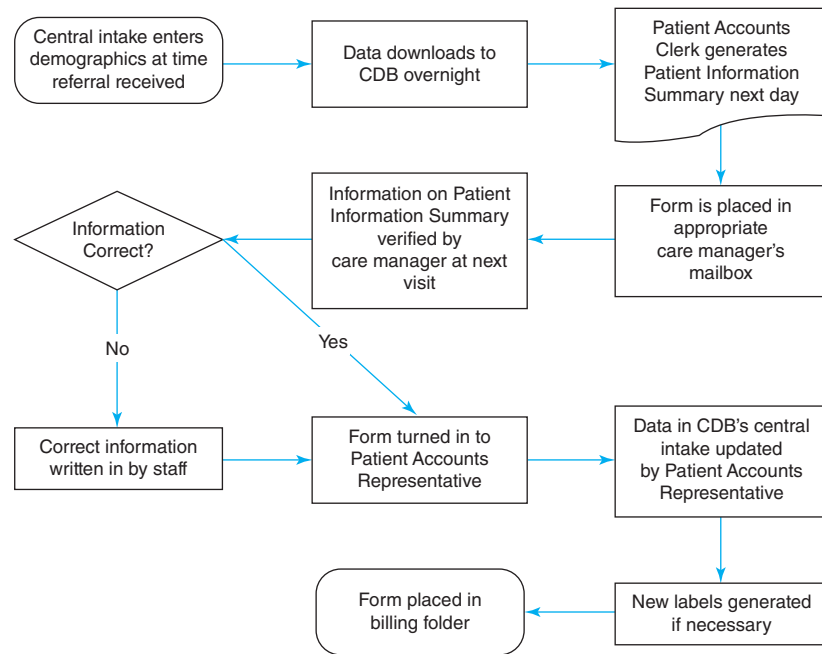 Central intake enters
demographics at time
referral received
Data downloads to
CDB overnight
Patient Accounts
Clerk generates
Patient Information
Summary next day
Information
Correct?
Information on Patient
Information Summary
verified by
care manager at next
visit
Form is placed in
appropriate
care manager's
mailbox
No
Yes
Correct information
written in by staff
Form turned in to
Patient Accounts
Representative
Data in CDB's central
intake updated
by Patient Accounts
Representative
Form placed in
billing folder
New labels generated
if necessary